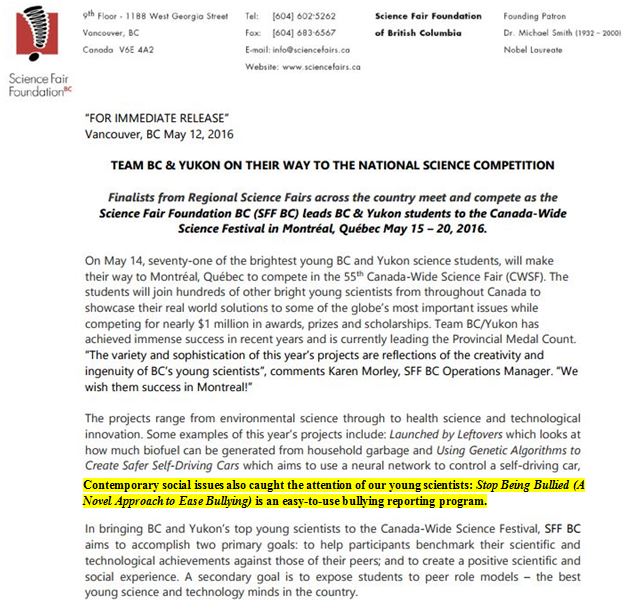 9th Floor - 1188 West Georgia Street
Vancouver, BC
Canada V6E 4A2
Tel: [604] 602-5262
Fax: [604] 683-6567
E-mail: info@sciencefairs.ca
Website: www.sciencefairs.ca
Science Fair Foundation
of British Columbia
Founding Patron
Dr. Michael Smith (1932 – 2000)
Nobel Laureate
Science Fair
Foundation BC
“FOR IMMEDIATE RELEASE”
Vancouver, BC May 12, 2016
TEAM BC & YUKON ON THEIR WAY TO THE NATIONAL SCIENCE COMPETITION
Finalists from Regional Science Fairs across the country meet and compete as the
Science Fair Foundation BC (SFF BC) leads BC & Yukon students to the Canada-Wide
Science Festival in Montréal, Québec May 15 – 20, 2016.
On May 14, seventy-one of the brightest young BC and Yukon science students, will make
their way to Montréal, Québec to compete in the 55th Canada-Wide Science Fair (CWSF). The
students will join hundreds of other bright young scientists from throughout Canada to
showcase their real world solutions to some of the globe’s most important issues while
competing for nearly $1 million in awards, prizes and scholarships. Team BC/Yukon has
achieved immense success in recent years and is currently leading the Provincial Medal Count.
“The variety and sophistication of this year’s projects are reflections of the creativity and
ingenuity of BC’s young scientists”, comments Karen Morley, SFF BC Operations Manager. “We
wish them success in Montreal!”
The projects range from environmental science through to health science and technological
innovation. Some examples of this year’s projects include: Launched by Leftovers which looks at
how much biofuel can be generated from household garbage and Using Genetic Algorithms to
Create Safer Self-Driving Cars which aims to use a neural network to control a self-driving car,
Contemporary social issues also caught the attention of our young scientists: Stop Being Bullied (A
Novel Approach to Ease Bullying) is an easy-to-use bullying reporting program.
In bringing BC and Yukon’s top young scientists to the Canada-Wide Science Festival, SFF BC
aims to accomplish two primary goals: to help participants benchmark their scientific and
technological achievements against those of their peers; and to create a positive scientific and
social experience. A secondary goal is to expose students to peer role models – the best
young science and technology minds in the country.